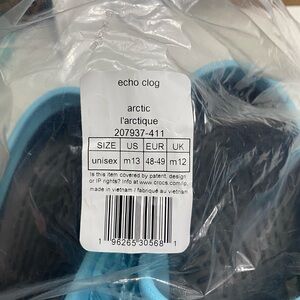 echo clog
arctic
l'arctique
207937-411
SIZE US EUR UK
unisex m13 48-49 m12
Is this item covered by patent, design
or IP rights? Info at www.crocs.com/ip
made in vietnam / fabriqué au vietnam
1 96265 30568 1